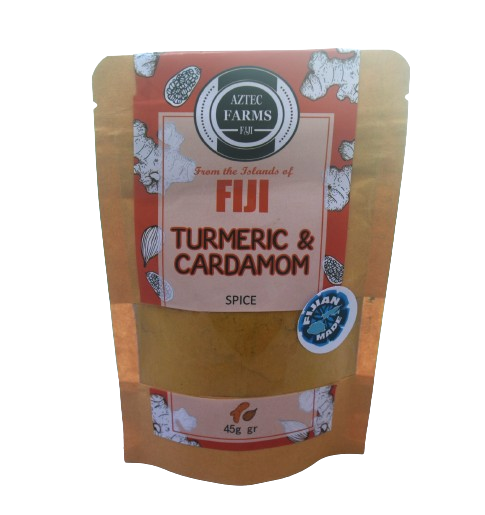 AZTEC
FARMS
FIJI
From the Islands of
FIJI
TURMERIC &
CARDAMOM
SPICE
FIJIAN
MADE
45g gr